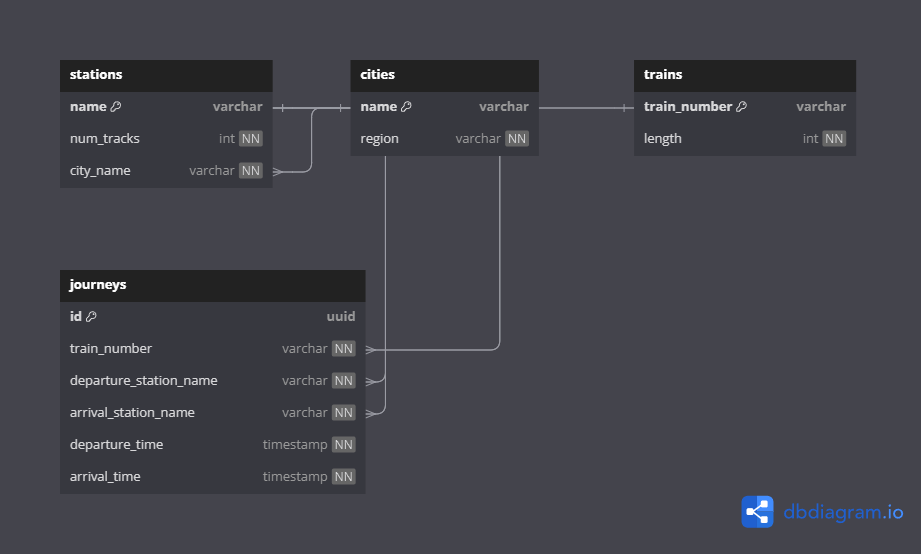 stations
name varchar
num_tracks int NN
city_name varchar NN
cities
name varchar
region varchar NN
trains
train_number varchar
length int NN
journeys
id uuid
train_number varchar NN
departure_station_name varchar NN
arrival_station_name varchar NN
departure_time timestamp NN
arrival_time timestamp NN
dbdiagram.io